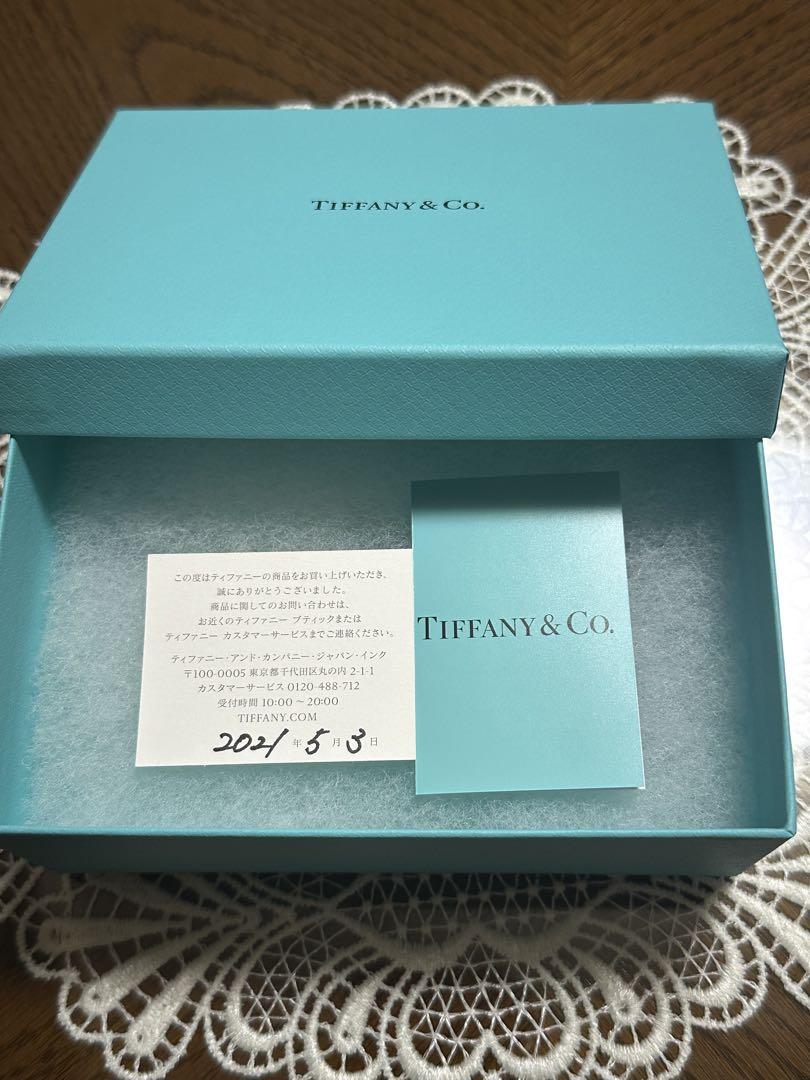 TIFFANY & CO.
この度はティファニーの商品をお買い上げいただき、
誠にありがとうございました。
商品に関してのお問い合わせは、
お近くのティファニー ブティックまたは
ティファニー カスタマーサービスまでご連絡ください。
ティファニー・アンド・カンパニー・ジャパン・インク
〒100-0005 東京都千代田区丸の内 2-1-1
カスタマーサービス 0120-488-712
受付時間 10:00 〜 20:00
TIFFANY.COM
2021 年 5 月 3 日
TIFFANY & CO.